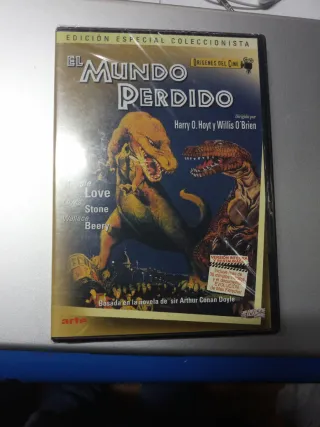 EDICIÓN ESPECIAL COLECCIONISTA
ORÍGENES DEL CINE
EL MUNDO
PERDIDO
dirigida por
Harry O. Hoyt y Willis O'Brien
Love
Stone
Wallace
Beery
Basada en la novela de sir Arthur Conan Doyle
arte